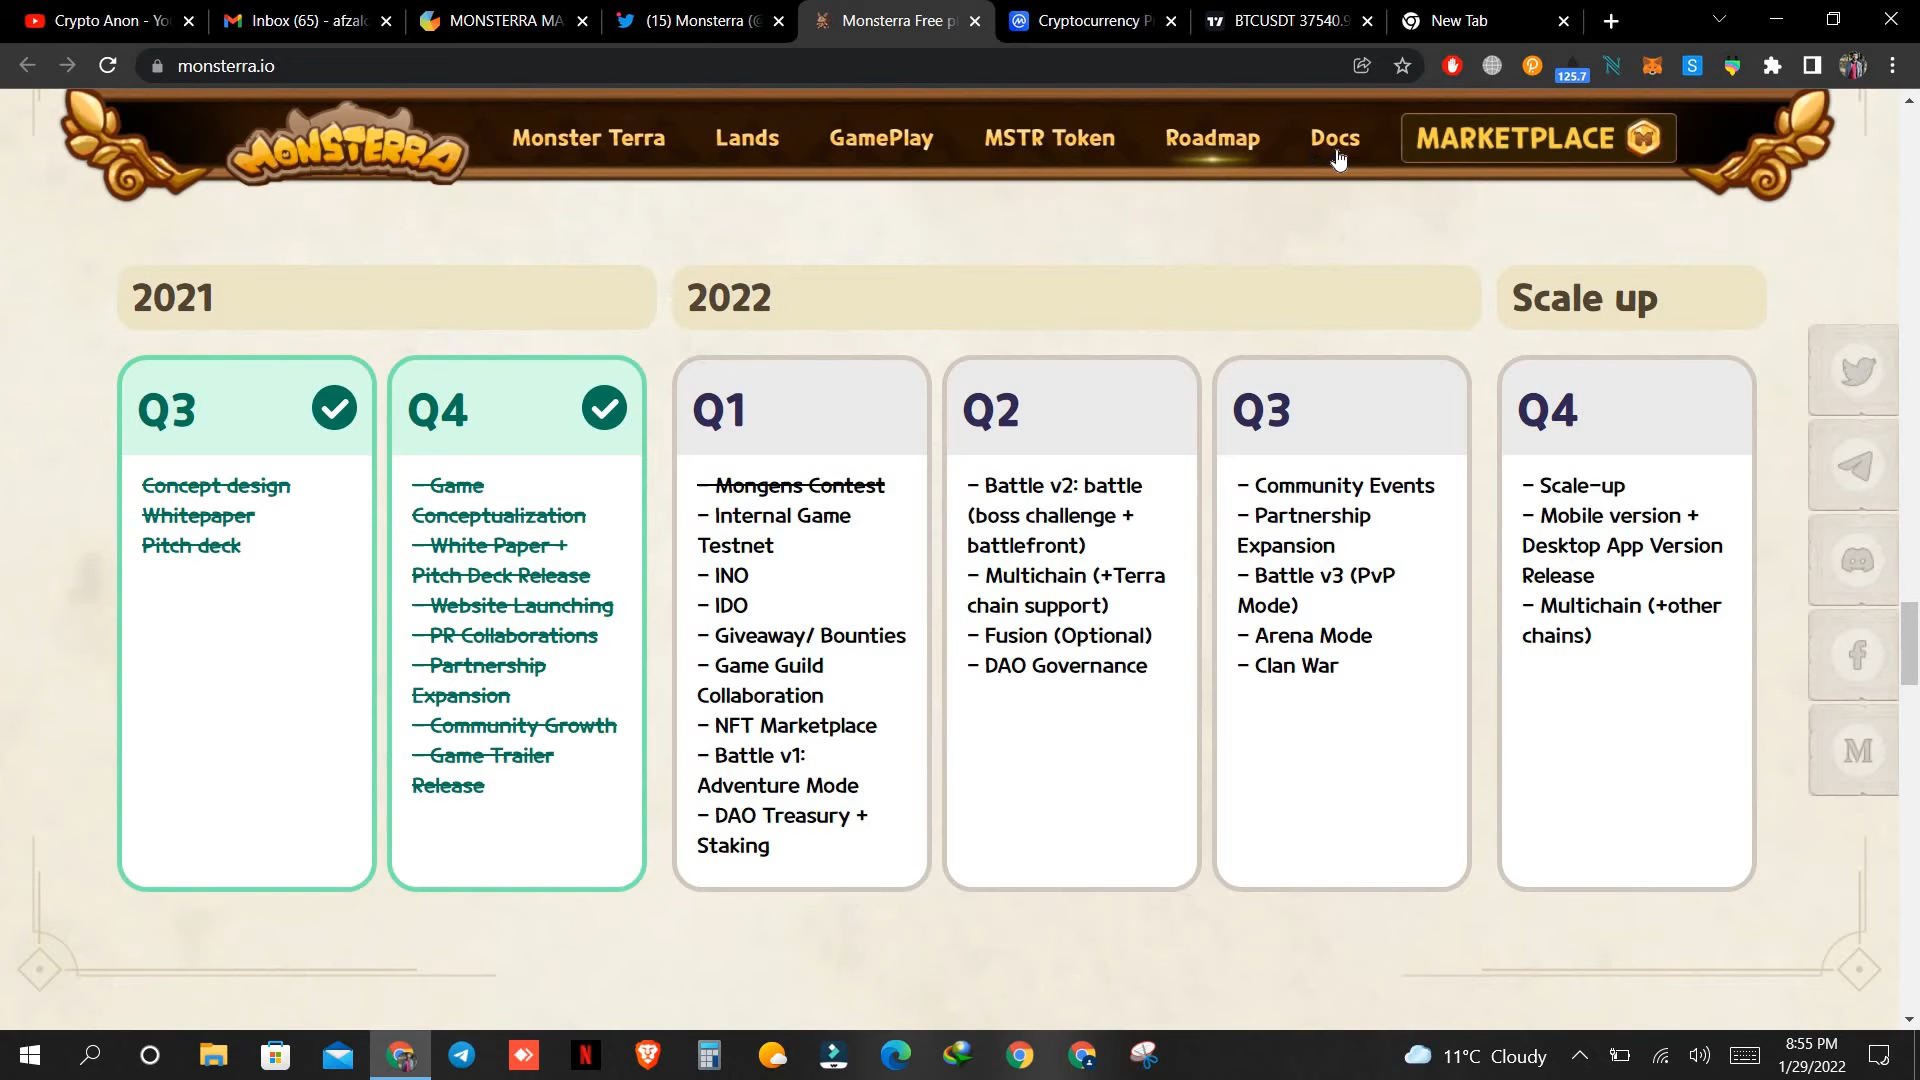 Crypto Anon - Yo
Inbox (65) - afzal
MONSTERRA MA
(15) Monsterra (@
Monsterra Free p
Cryptocurrency P
BTCUSDT 37540.9
New Tab
monsterra.io
125.7
MONSTERRA
Monster Terra
Lands
GamePlay
MSTR Token
Roadmap
Docs
MARKETPLACE
2021
2022
Scale up
Q3
Concept design
Whitepaper
Pitch deck
Q4
- Game
Conceptualization
- White Paper +
Pitch Deck Release
- Website Launching
- PR Collaborations
- Partnership
Expansion
- Community Growth
- Game Trailer
Release
Q1
- Mongens Contest
- Internal Game
Testnet
- INO
- IDO
- Giveaway/ Bounties
- Game Guild
Collaboration
- NFT Marketplace
- Battle v1:
Adventure Mode
- DAO Treasury +
Staking
Q2
- Battle v2: battle
(boss challenge +
battlefront)
- Multichain (+Terra
chain support)
- Fusion (Optional)
- DAO Governance
Q3
- Community Events
- Partnership
Expansion
- Battle v3 (PvP
Mode)
- Arena Mode
- Clan War
Q4
- Scale-up
- Mobile version +
Desktop App Version
Release
- Multichain (+other
chains)
11°C Cloudy
8:55 PM
1/29/2022